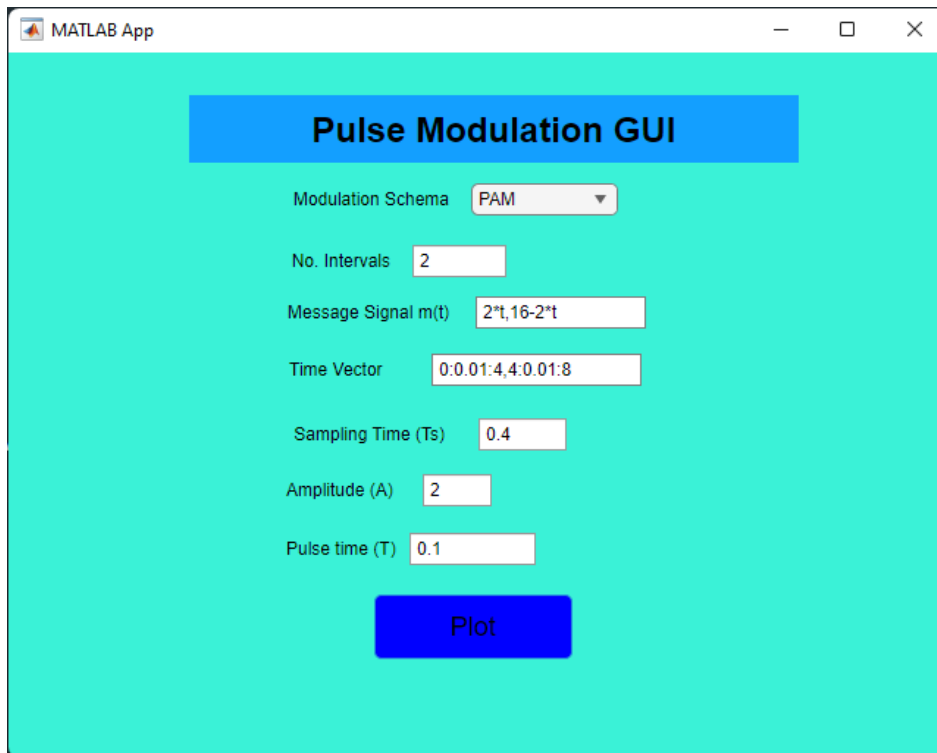 MATLAB App
Pulse Modulation GUI
Modulation Schema PAM
No. Intervals 2
Message Signal m(t) 2*t,16-2*t
Time Vector 0:0.01:4,4:0.01:8
Sampling Time (Ts) 0.4
Amplitude (A) 2
Pulse time (T) 0.1
Plot